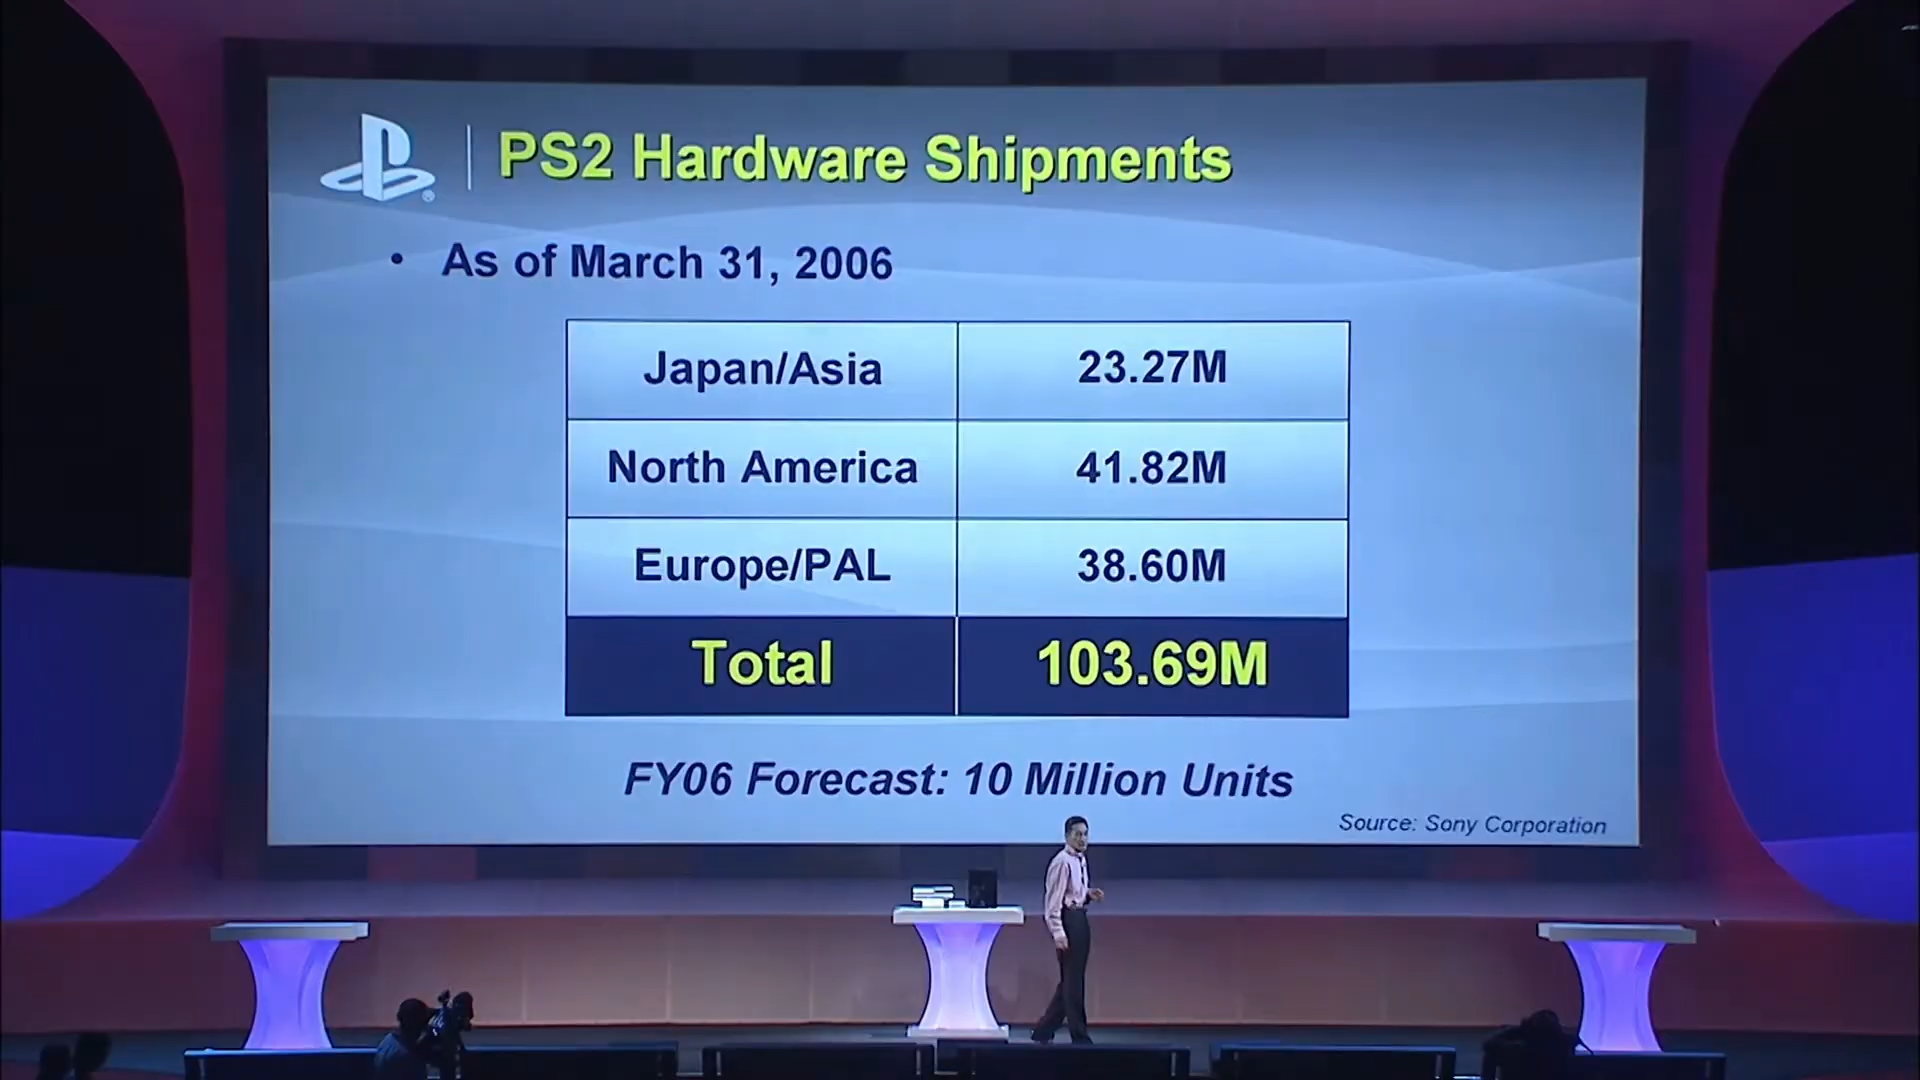 PS2 Hardware Shipments
• As of March 31, 2006
Japan/Asia 23.27M
North America 41.82M
Europe/PAL 38.60M
Total 103.69M
FY06 Forecast: 10 Million Units
Source: Sony Corporation